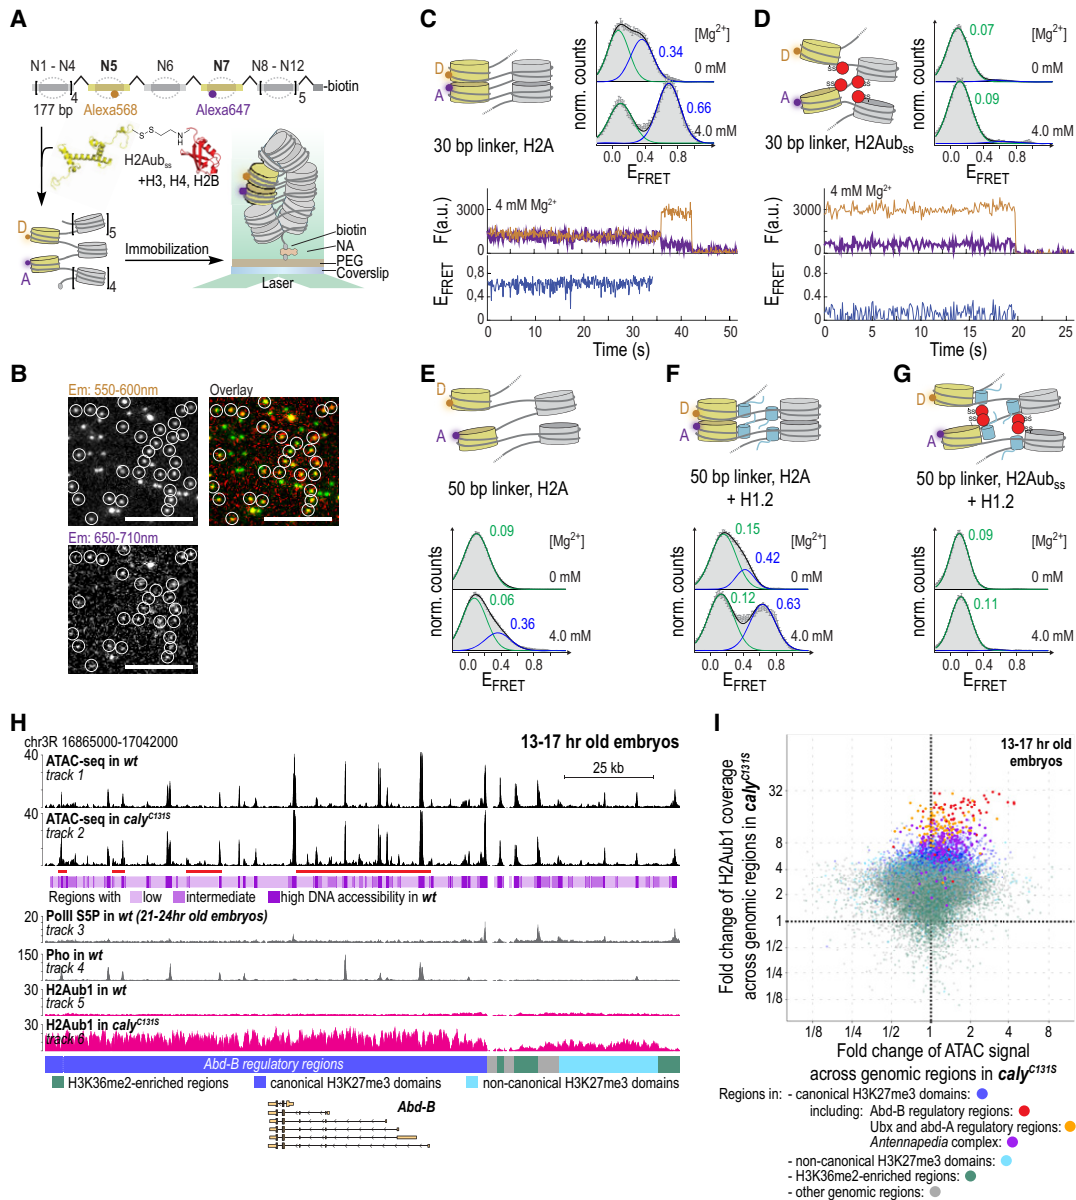 A
N1 - N4 N5 N6 N7 N8 - N12
4 5 -biotin
177 bp Alexa568 Alexa647
S S N H O
H2Aubss
+H3, H4, H2B
D
A
5
4
Immobilization
biotin
NA
PEG
Coverslip
Laser
B
Em: 550-600nm
Overlay
Em: 650-710nm
C
D
A
30 bp linker, H2A
norm. counts
[Mg2+]
0.34
0 mM
0.66
4.0 mM
0.0 0.4 0.8
EFRET
4 mM Mg2+
F(a.u.)
3000
0
EFRET
0.8
0.4
0
0 10 20 30 40 50
Time (s)
D
D
A
ss
ss
ss
ss
30 bp linker, H2Aubss
norm. counts
[Mg2+]
0.07
0 mM
0.09
4.0 mM
0.0 0.4 0.8
EFRET
4 mM Mg2+
F(a.u.)
3000
0
EFRET
0.8
0.4
0
0 5 10 15 20 25
Time (s)
E
D
A
50 bp linker, H2A
norm. counts
[Mg2+]
0.09
0 mM
0.06
0.36
4.0 mM
0.0 0.4 0.8
EFRET
F
D
A
50 bp linker, H2A
+ H1.2
norm. counts
[Mg2+]
0.15
0.42
0 mM
0.12
0.63
4.0 mM
0.0 0.4 0.8
EFRET
G
D
A
ss
ss
ss
50 bp linker, H2Aubss
+ H1.2
norm. counts
[Mg2+]
0.09
0 mM
0.11
4.0 mM
0.0 0.4 0.8
EFRET
H
chr3R 16865000-17042000
13-17 hr old embryos
40
ATAC-seq in wt
track 1
25 kb
40
ATAC-seq in calyC131S
track 2
Regions with low intermediate high DNA accessibility in wt
20
PolII S5P in wt (21-24hr old embryos)
track 3
150
Pho in wt
track 4
30
H2Aub1 in wt
track 5
30
H2Aub1 in calyC131S
track 6
Abd-B regulatory regions
H3K36me2-enriched regions canonical H3K27me3 domains non-canonical H3K27me3 domains
Abd-B
I
13-17 hr old
embryos
Fold change of H2Aub1 coverage
across genomic regions in calyC131S
32
8
4
2
1
1/2
1/4
1/8
1/8 1/4 1/2 1 2 4 8
Fold change of ATAC signal
across genomic regions in calyC131S
Regions in: - canonical H3K27me3 domains:
including: Abd-B regulatory regions:
Ubx and abd-A regulatory regions:
Antennapedia complex:
- non-canonical H3K27me3 domains:
- H3K36me2-enriched regions:
- other genomic regions: